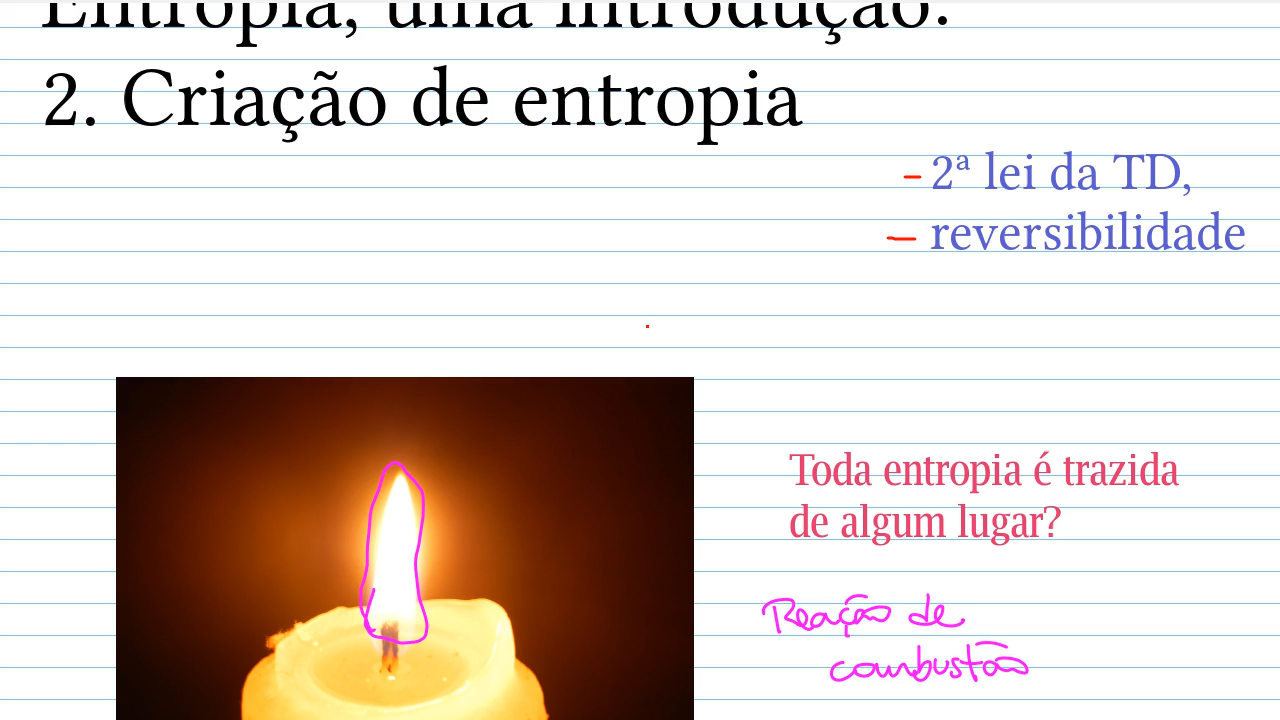 Entropia, uma introdução.
2. Criação de entropia
- 2ª lei da TD,
- reversibilidade
Toda entropia é trazida
de algum lugar?
Reação de
combustão